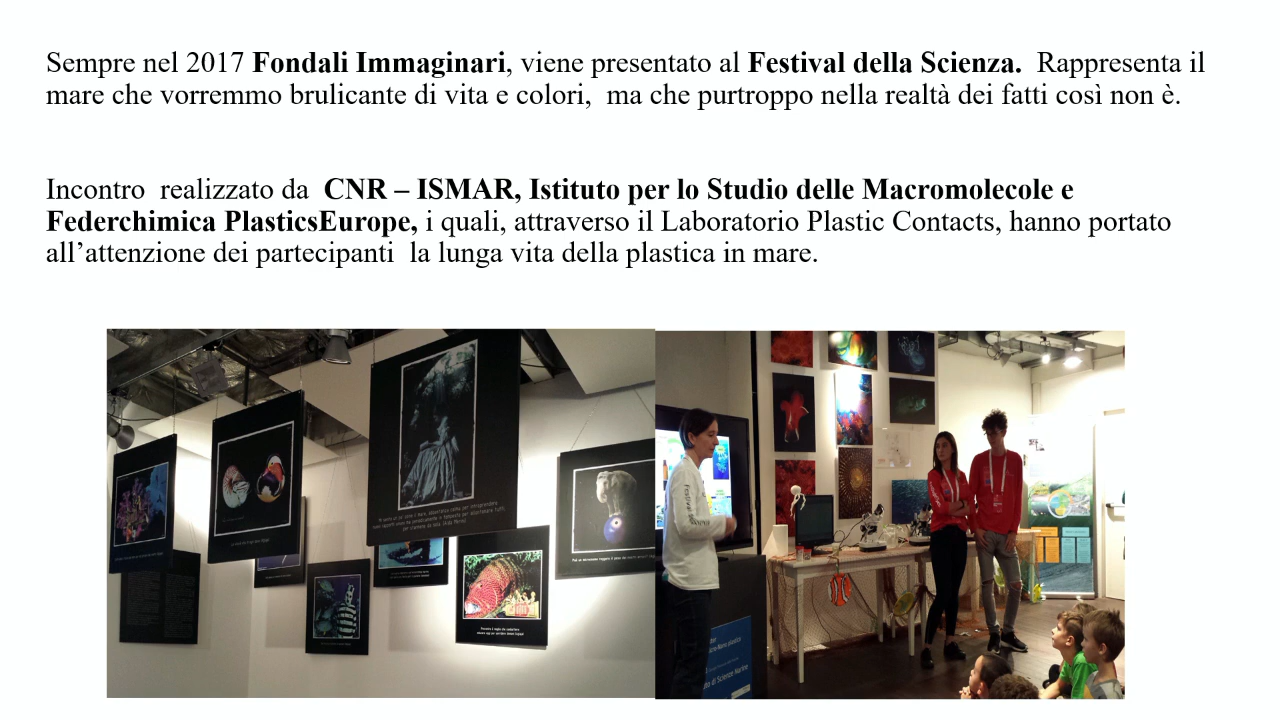 Sempre nel 2017 Fondali Immaginari, viene presentato al Festival della Scienza.  Rappresenta il
mare che vorremmo brulicante di vita e colori,  ma che purtroppo nella realtà dei fatti così non è.
Incontro  realizzato da  CNR – ISMAR, Istituto per lo Studio delle Macromolecole e
Federchimica PlasticsEurope, i quali, attraverso il Laboratorio Plastic Contacts, hanno portato
all’attenzione dei partecipanti  la lunga vita della plastica in mare.